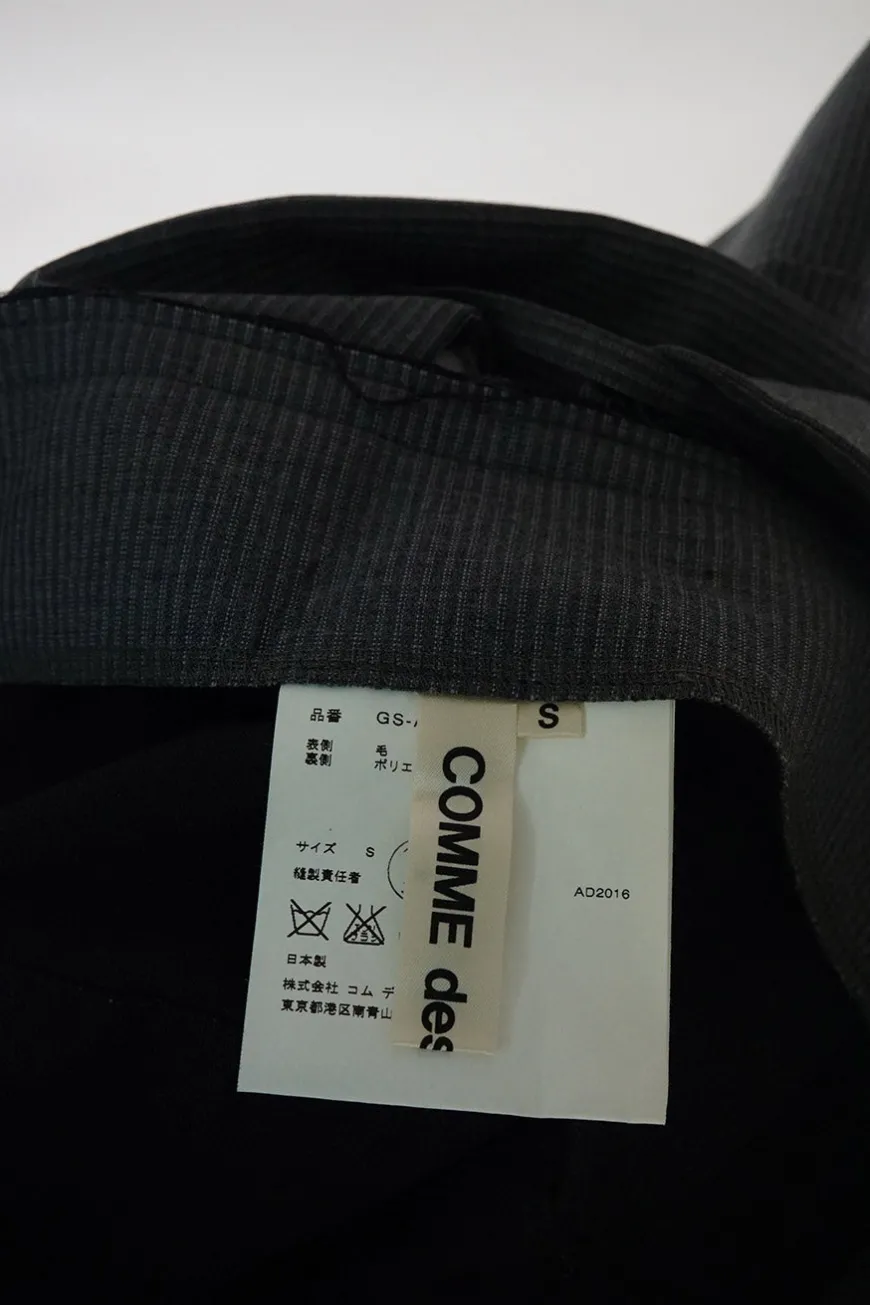 品番 GS-
S
表側 毛
裏側 ポリエ
COMME des
サイズ S
縫製責任者
AD2016
日本製
株式会社 コム デ
東京都港区南青山